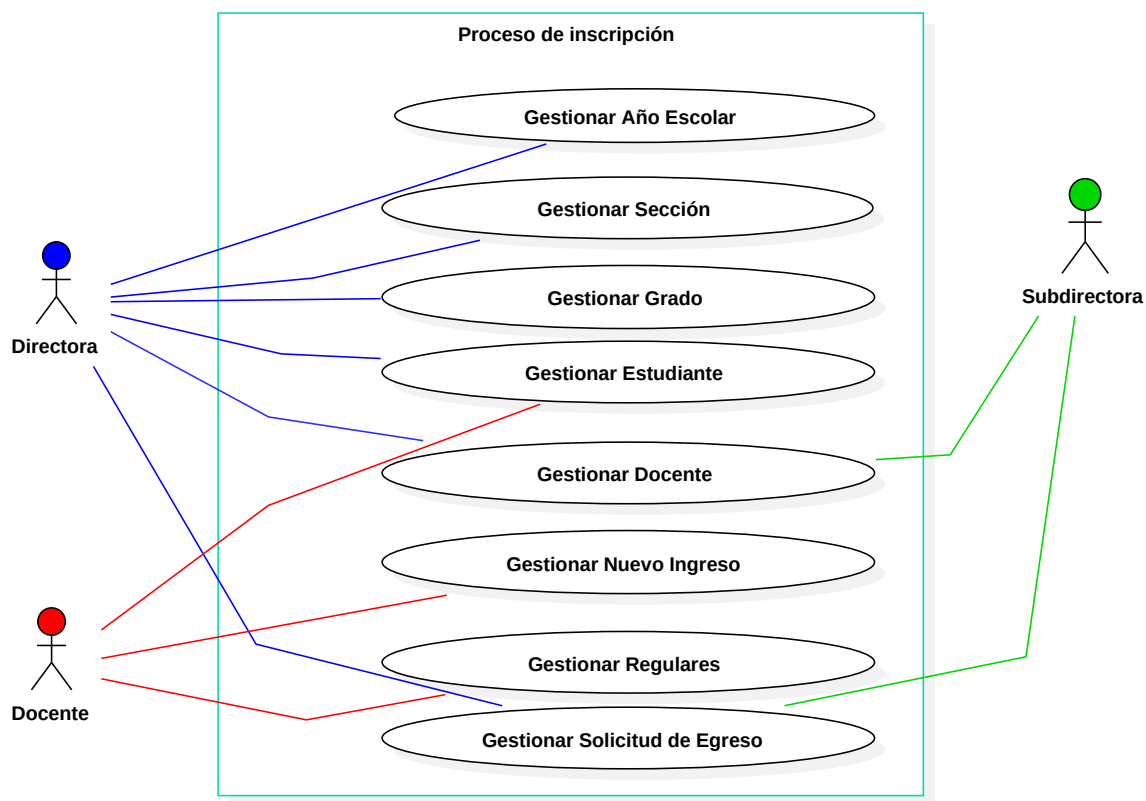 Proceso de inscripción
Gestionar Año Escolar
Gestionar Sección
Gestionar Grado
Gestionar Estudiante
Gestionar Docente
Gestionar Nuevo Ingreso
Gestionar Regulares
Gestionar Solicitud de Egreso
Directora
Docente
Subdirectora